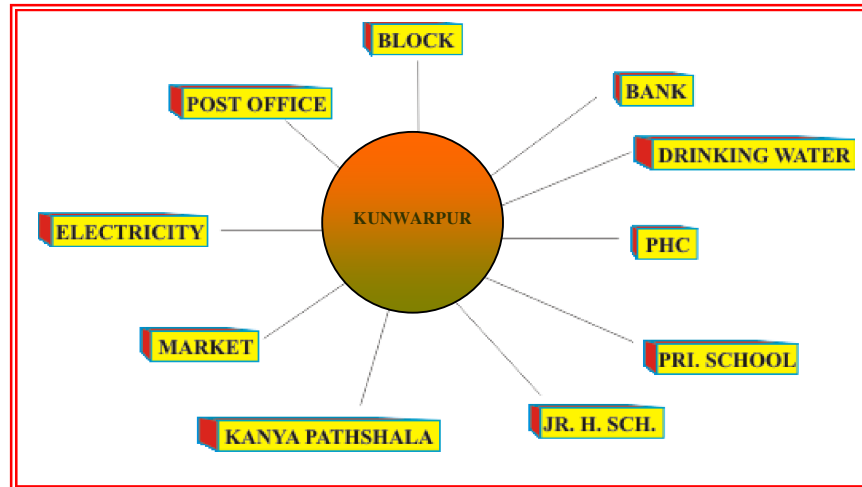 BLOCK
POST OFFICE
BANK
DRINKING WATER
KUNWARPUR
ELECTRICITY
PHC
MARKET
PRI. SCHOOL
KANYA PATHSHALA
JR. H. SCH.